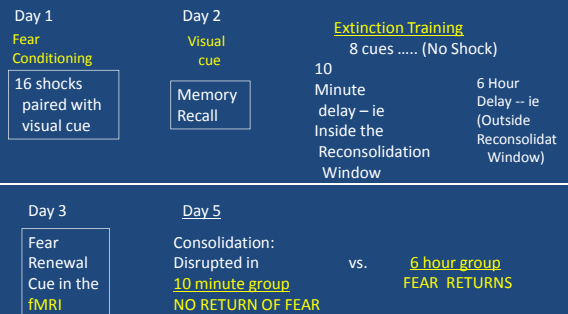 Day 1
Fear
Conditioning
16 shocks
paired with
visual cue
Day 2
Visual
cue
Memory
Recall
Extinction Training
8 cues ..... (No Shock)
10
Minute
delay – ie
Inside the
Reconsolidation
Window
6 Hour
Delay -- ie
(Outside
Reconsolidat
Window)
Day 3
Fear
Renewal
Cue in the
fMRI
Day 5
Consolidation:
Disrupted in
10 minute group
NO RETURN OF FEAR
vs.
6 hour group
FEAR RETURNS